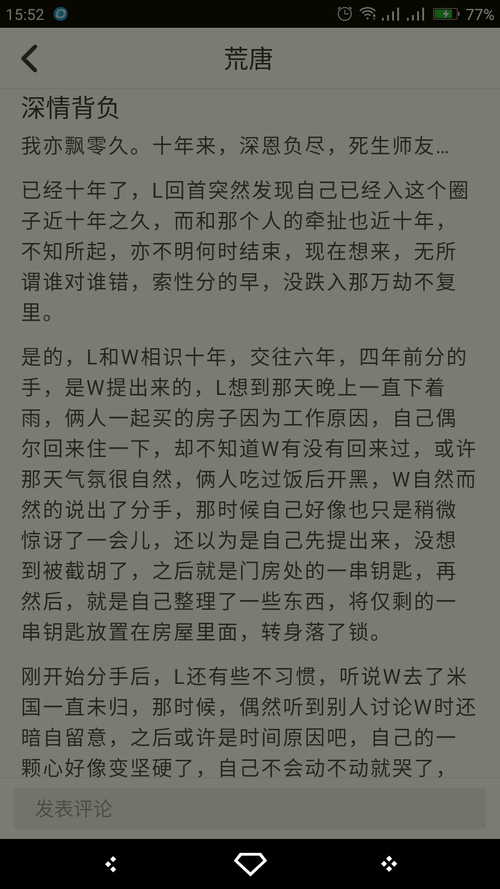 15:52
77%
荒唐
深情背负
我亦飘零久。十年来，深恩负尽，死生师友...
已经十年了，L回首突然发现自己已经入这个圈
子近十年之久，而和那个人的牵扯也近十年，
不知所起，亦不明何时结束，现在想来，无所
谓谁对谁错，索性分的早，没跌入那万劫不复
里。
是的，L和W相识十年，交往六年，四年前分的
手，是W提出来的，L想到那天晚上一直下着
雨，俩人一起买的房子因为工作原因，自己偶
尔回来住一下，却不知道W有没有回来过，或许
那天气氛很自然，俩人吃过饭后开黑，W自然而
然的说出了分手，那时候自己好像也只是稍微
惊讶了一会儿，还以为是自己先提出来，没想
到被截胡了，之后就是门房处的一串钥匙，再
然后，就是自己整理了一些东西，将仅剩的一
串钥匙放置在房屋里面，转身落了锁。
刚开始分手后，L还有些不习惯，听说W去了米
国一直未归，那时候，偶然听到别人讨论W时还
暗自留意，之后或许是时间原因吧，自己的一
颗心好像变坚硬了，自己不会动不动就哭了，
发表评论